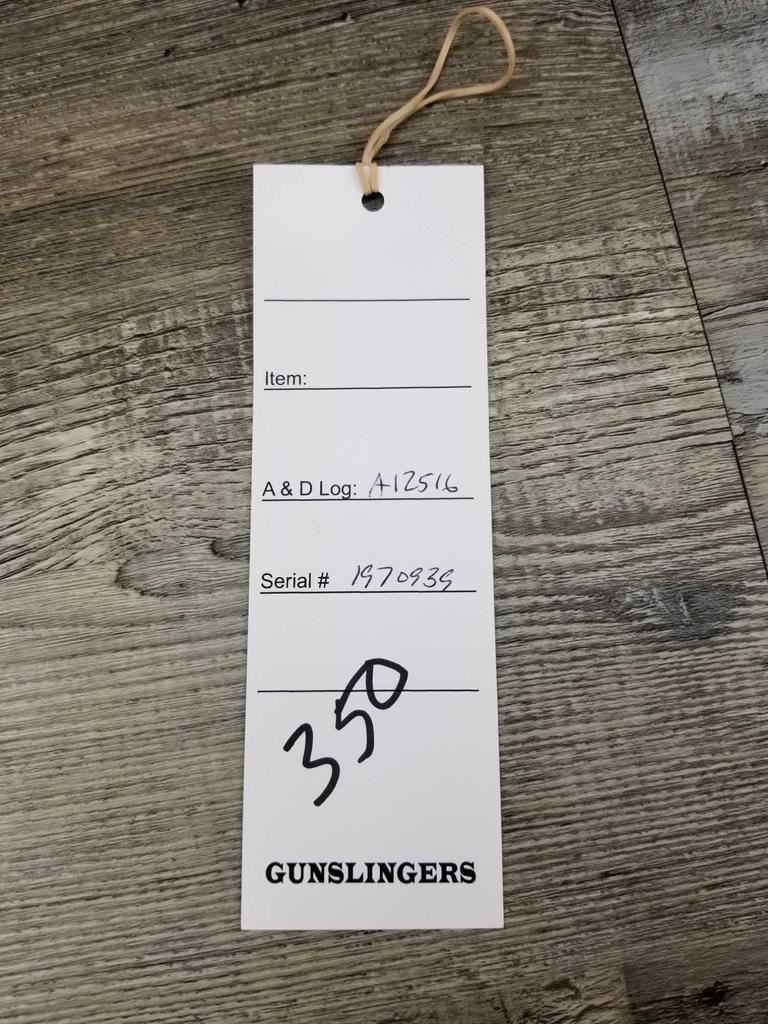 Item:
A & D Log: A12516
Serial # 1970939
350
GUNSLINGERS